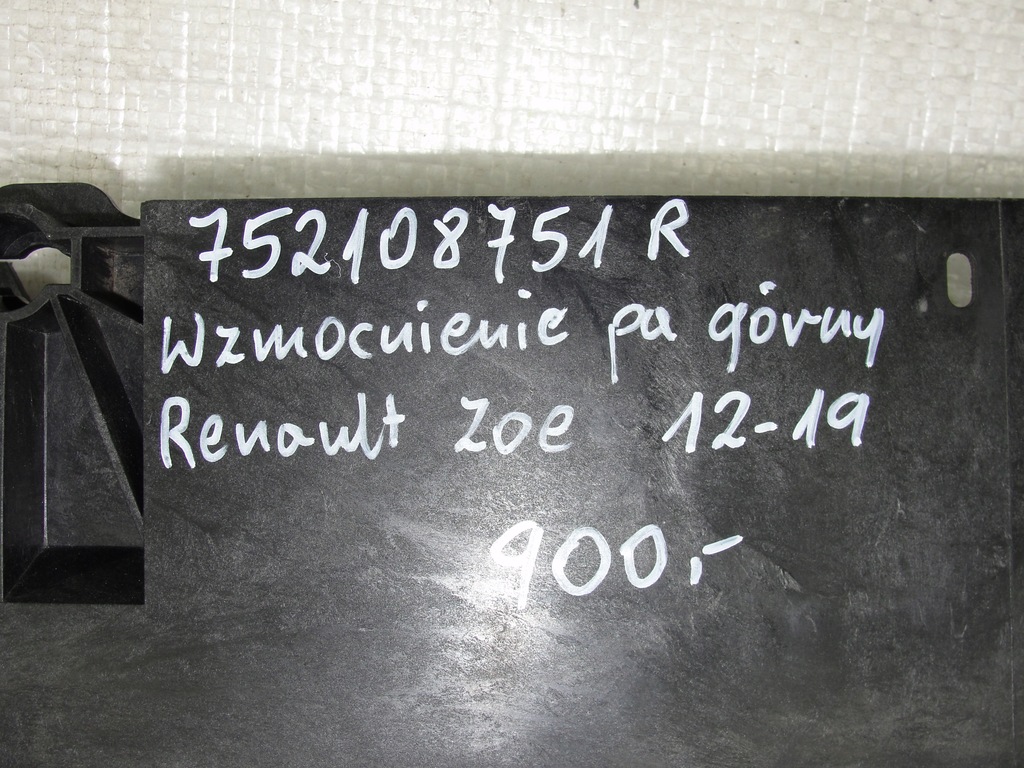 752108751 R
Wzmocnienie pa górny
Renault Zoe 12-19
900,-